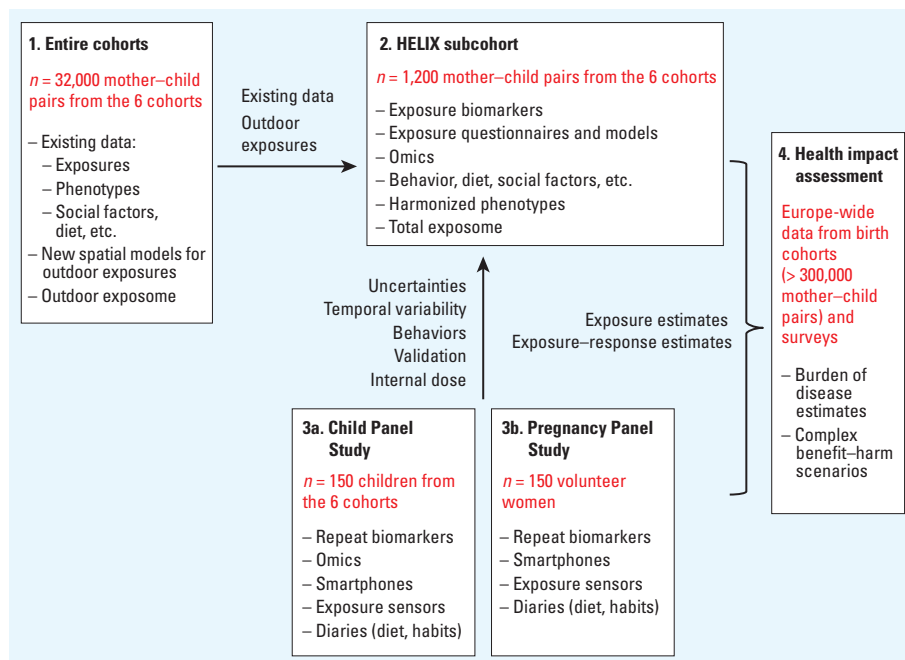 1. Entire cohorts
n = 32,000 mother–child
pairs from the 6 cohorts
– Existing data:
– Exposures
– Phenotypes
– Social factors,
diet, etc.
– New spatial models for
outdoor exposures
– Outdoor exposome
Existing data
Outdoor
exposures
2. HELIX subcohort
n = 1,200 mother–child pairs from the 6 cohorts
– Exposure biomarkers
– Exposure questionnaires and models
– Omics
– Behavior, diet, social factors, etc.
– Harmonized phenotypes
– Total exposome
Uncertainties
Temporal variability
Behaviors
Validation
Internal dose
3a. Child Panel
Study
n = 150 children from
the 6 cohorts
– Repeat biomarkers
– Omics
– Smartphones
– Exposure sensors
– Diaries (diet, habits)
3b. Pregnancy Panel
Study
n = 150 volunteer
women
– Repeat biomarkers
– Smartphones
– Exposure sensors
– Diaries (diet, habits)
Exposure estimates
Exposure–response estimates
4. Health impact
assessment
Europe-wide
data from birth
cohorts
(> 300,000
mother–child
pairs) and
surveys
– Burden of
disease
estimates
– Complex
benefit–harm
scenarios